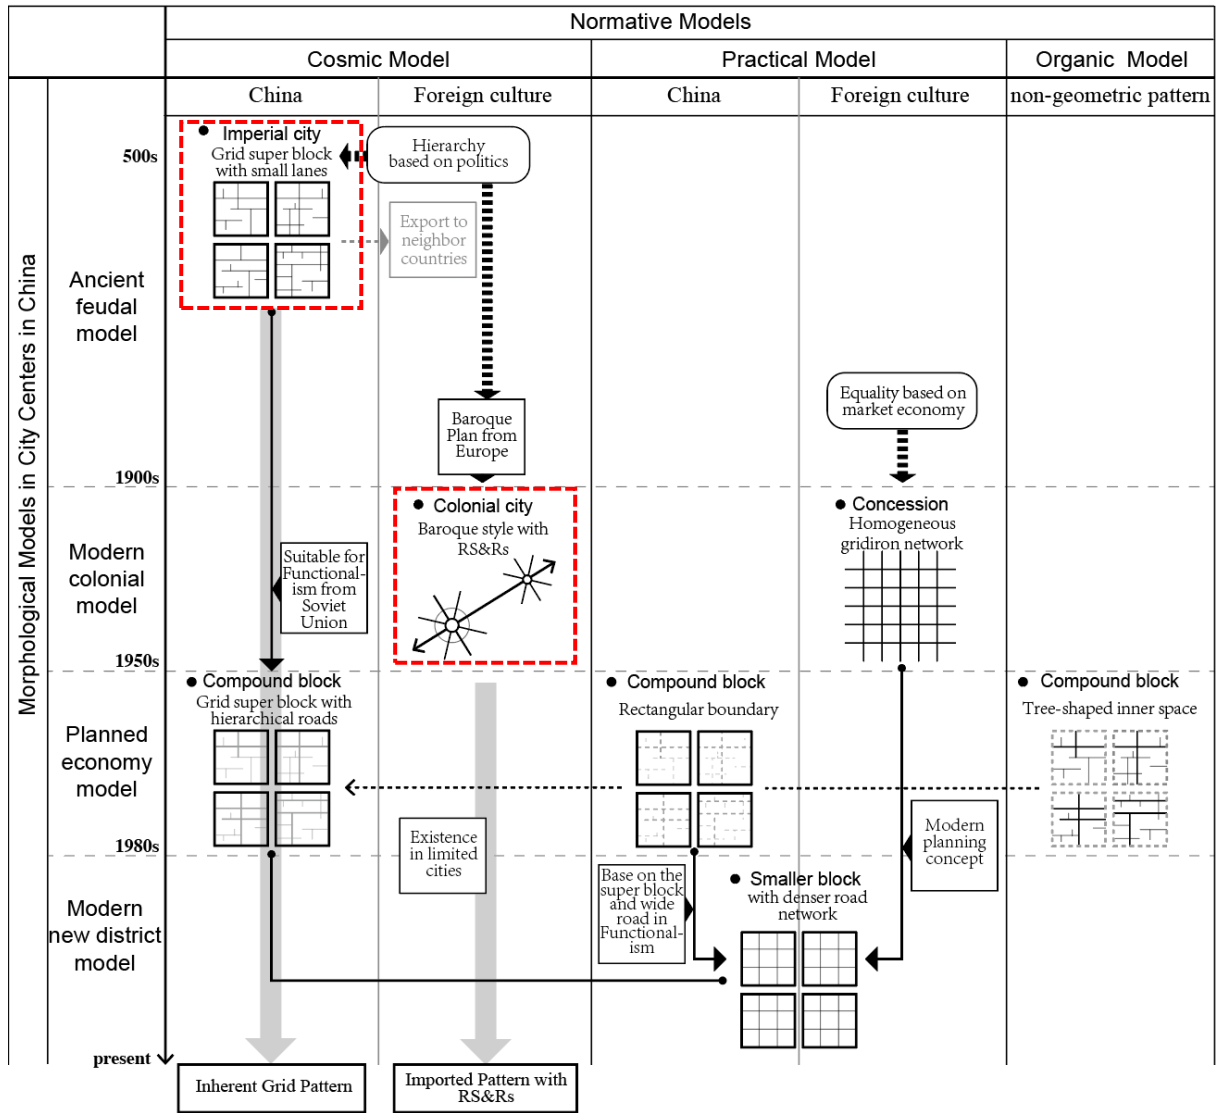 Normative Models
Cosmic Model
Practical Model
Organic Model
China
Foreign culture
China
Foreign culture
non-geometric pattern
Morphological Models in City Centers in China
500s
1900s
1950s
1980s
present
Ancient
feudal
model
Modern
colonial
model
Planned
economy
model
Modern
new district
model
Imperial city
Grid super block
with small lanes
Hierarchy
based on politics
Export to
neighbor
countries
Baroque
Plan from
Europe
Equality based on
market economy
Suitable for
Functional-
ism from
Soviet
Union
Colonial city
Baroque style with
RS&Rs
Concession
Homogeneous
gridiron network
Compound block
Grid super block with
hierarchical roads
Compound block
Rectangular boundary
Compound block
Tree-shaped inner space
Existence
in limited
cities
Modern
planning
concept
Base on the
super block
and wide
road in
Functional-
ism
Smaller block
with denser road
network
Inherent Grid Pattern
Imported Pattern with
RS&Rs